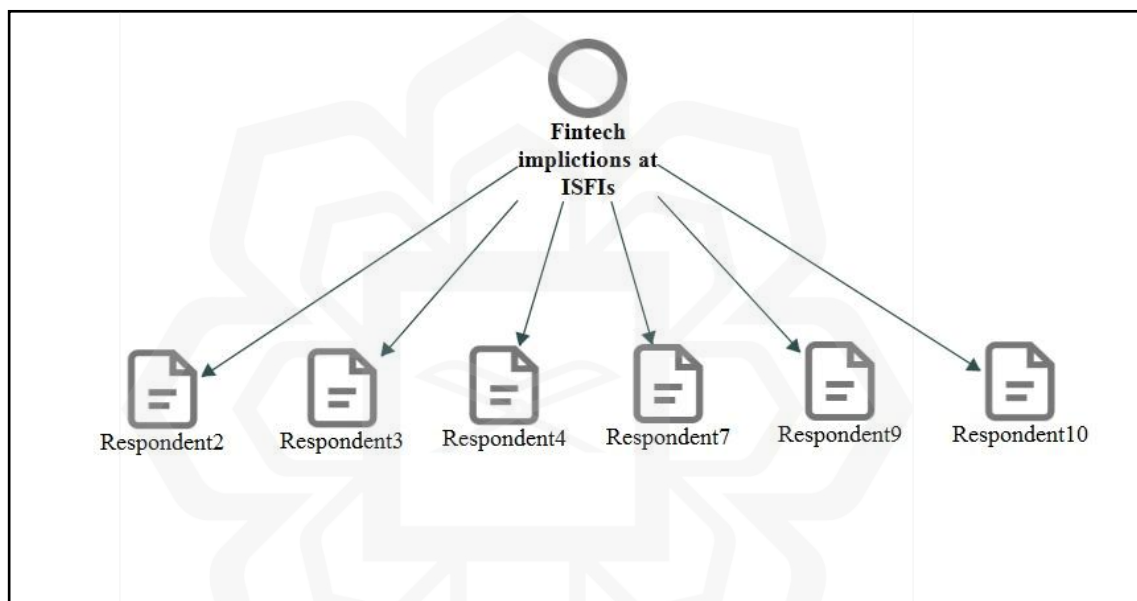 Fintech
implictions at
ISFIs
Respondent2
Respondent3
Respondent4
Respondent7
Respondent9
Respondent10